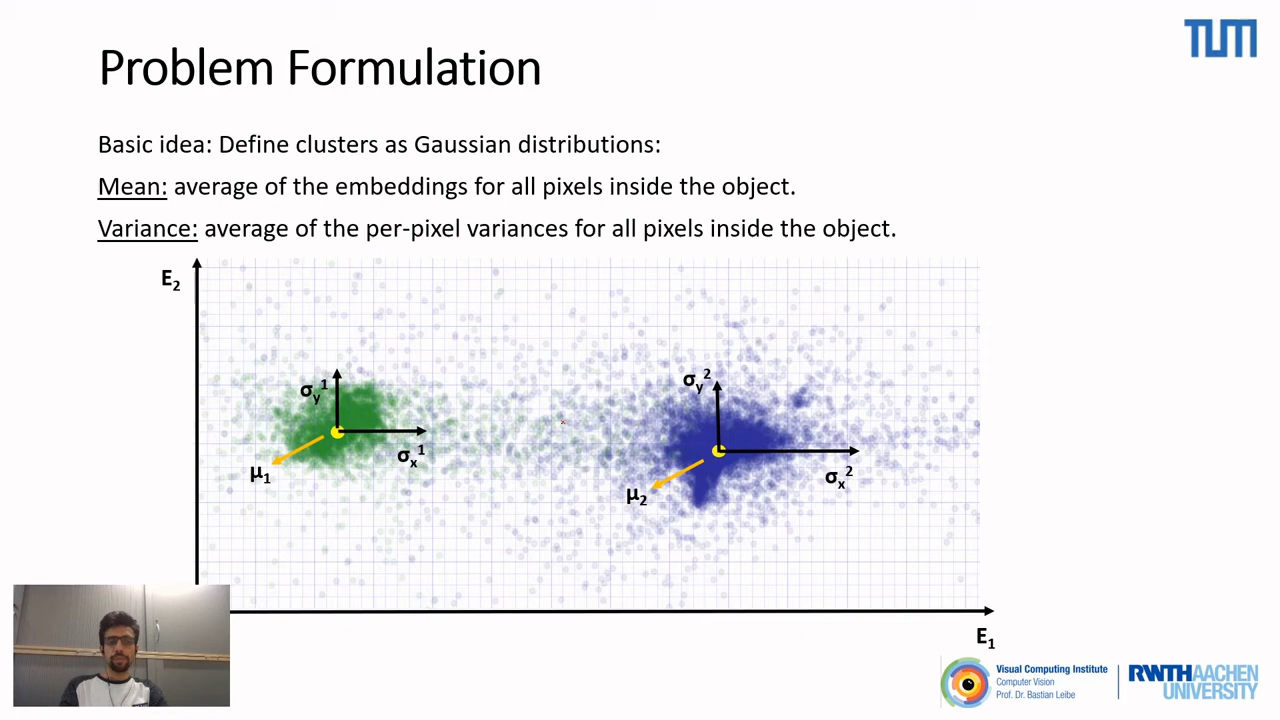 TUM
Problem Formulation
Basic idea: Define clusters as Gaussian distributions:
Mean: average of the embeddings for all pixels inside the object.
Variance: average of the per-pixel variances for all pixels inside the object.
E₂
σy¹
σx¹
μ₁
σy²
σx²
μ₂
E₁
Visual Computing Institute
Computer Vision
Prof. Dr. Bastian Leibe
RWTHAACHEN
UNIVERSITY